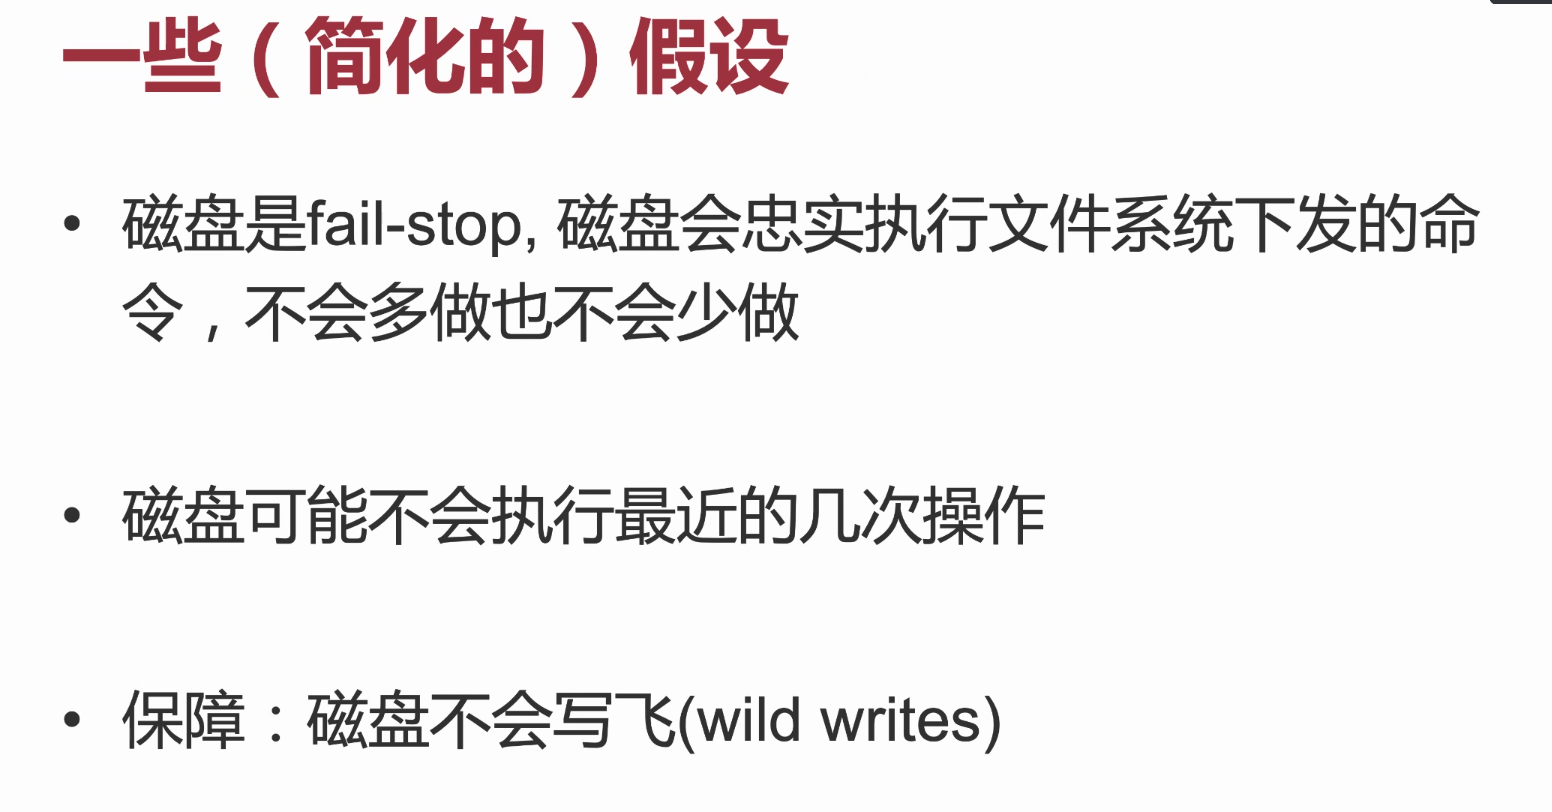 一些（简化的）假设
• 磁盘是fail-stop, 磁盘会忠实执行文件系统下发的命
令，不会多做也不会少做
• 磁盘可能不会执行最近的几次操作
• 保障：磁盘不会写飞(wild writes)